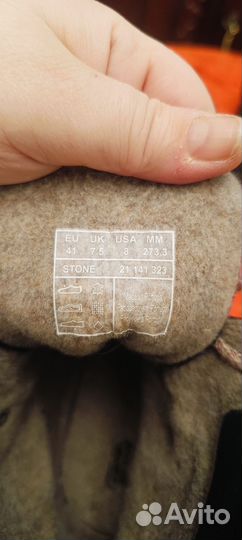 EU UK USA MM
41 7.5 8 273.3
STONE 21 141 323
Avito